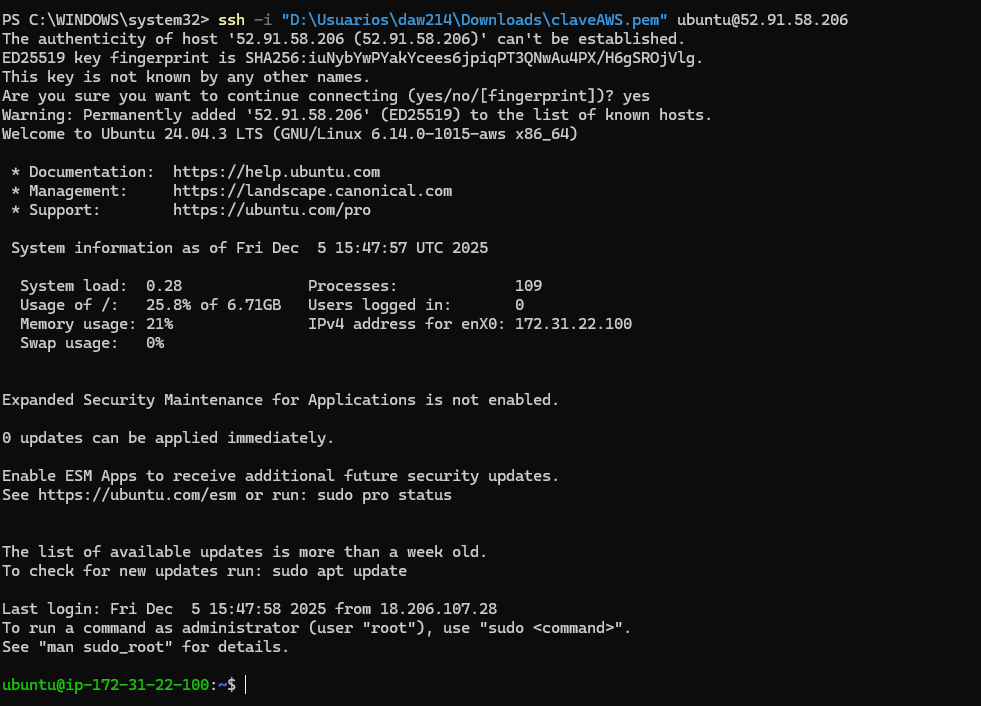 PS C:\WINDOWS\system32> ssh -i "D:\Usuarios\daw214\Downloads\claveAWS.pem" ubuntu@52.91.58.206
The authenticity of host '52.91.58.206 (52.91.58.206)' can't be established.
ED25519 key fingerprint is SHA256:iuNybYwPYakYcees6jpiqPT3QNwAu4PX/H6gSROjVlg.
This key is not known by any other names.
Are you sure you want to continue connecting (yes/no/[fingerprint])? yes
Warning: Permanently added '52.91.58.206' (ED25519) to the list of known hosts.
Welcome to Ubuntu 24.04.3 LTS (GNU/Linux 6.14.0-1015-aws x86_64)

 * Documentation:  https://help.ubuntu.com
 * Management:     https://landscape.canonical.com
 * Support:        https://ubuntu.com/pro

 System information as of Fri Dec  5 15:47:57 UTC 2025

  System load:  0.28              Processes:             109
  Usage of /:   25.8% of 6.71GB   Users logged in:       0
  Memory usage: 21%               IPv4 address for enX0: 172.31.22.100
  Swap usage:   0%

Expanded Security Maintenance for Applications is not enabled.

0 updates can be applied immediately.

Enable ESM Apps to receive additional future security updates.
See https://ubuntu.com/esm or run: sudo pro status

The list of available updates is more than a week old.
To check for new updates run: sudo apt update

Last login: Fri Dec  5 15:47:58 2025 from 18.206.107.28
To run a command as administrator (user "root"), use "sudo <command>".
See "man sudo_root" for details.

ubuntu@ip-172-31-22-100:~$